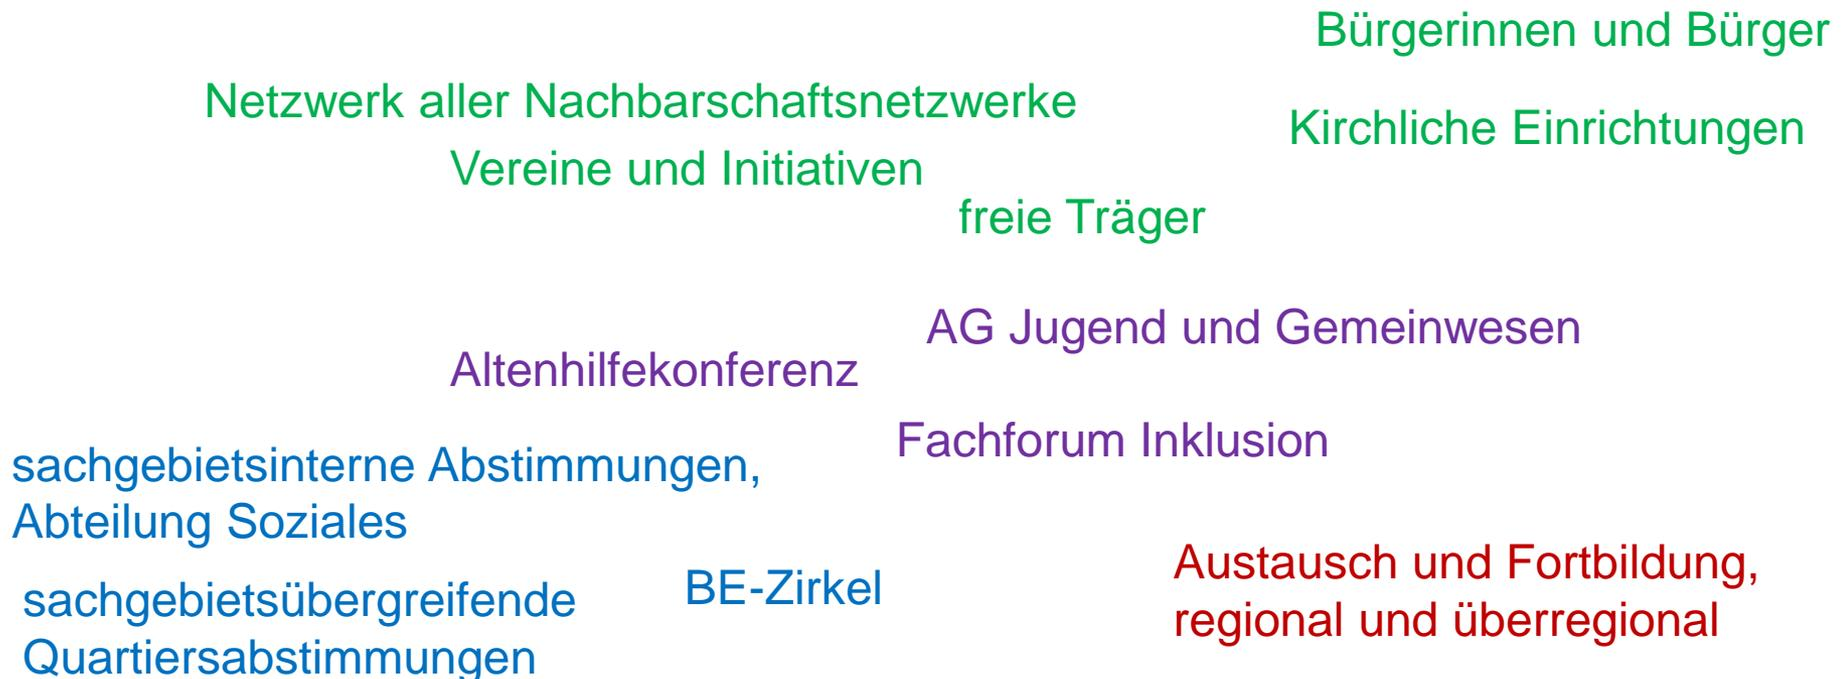 Bürgerinnen und Bürger
Netzwerk aller Nachbarschaftsnetzwerke
Kirchliche Einrichtungen
Vereine und Initiativen
freie Träger
AG Jugend und Gemeinwesen
Altenhilfekonferenz
Fachforum Inklusion
sachgebietsinterne Abstimmungen,
Abteilung Soziales
Austausch und Fortbildung,
regional und überregional
BE-Zirkel
sachgebietsübergreifende
Quartiersabstimmungen